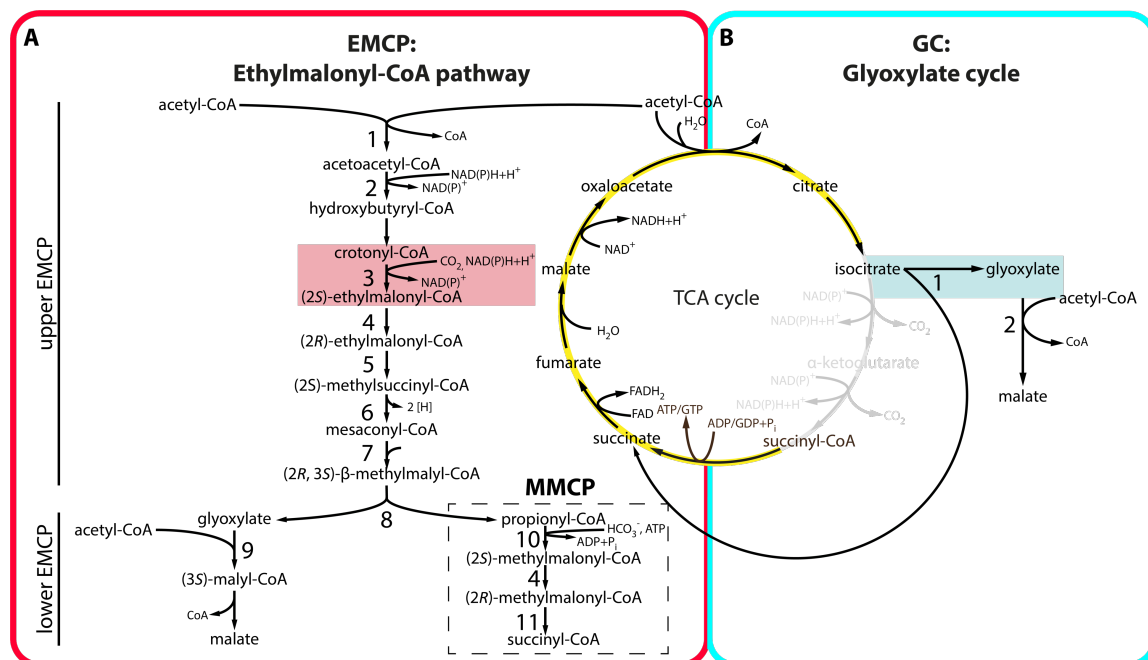 A
EMCP:
Ethylmalonyl-CoA pathway
upper EMCP
acetyl-CoA
acetyl-CoA
1
CoA
acetoacetyl-CoA
2
NAD(P)H+H⁺
NAD(P)⁺
hydroxybutyryl-CoA
crotonyl-CoA
3
CO₂, NAD(P)H+H⁺
NAD(P)⁺
(2S)-ethylmalonyl-CoA
4
(2R)-ethylmalonyl-CoA
5
(2S)-methylsuccinyl-CoA
6
2 [H]
mesaconyl-CoA
7
(2R, 3S)-β-methylmalyl-CoA
8
lower EMCP
glyoxylate
acetyl-CoA
9
(3S)-malyl-CoA
CoA
malate
MMCP
propionyl-CoA
10
HCO₃⁻, ATP
ADP+Pᵢ
(2S)-methylmalonyl-CoA
4
(2R)-methylmalonyl-CoA
11
succinyl-CoA
TCA cycle
H₂O
CoA
oxaloacetate
citrate
NADH+H⁺
NAD⁺
malate
H₂O
fumarate
FADH₂
FAD
succinate
ATP/GTP
ADP/GDP+Pᵢ
succinyl-CoA
isocitrate
NAD(P)⁺
NAD(P)H+H⁺
CO₂
α-ketoglutarate
NAD(P)⁺
NAD(P)H+H⁺
CO₂
B
GC:
Glyoxylate cycle
1
glyoxylate
acetyl-CoA
2
CoA
malate